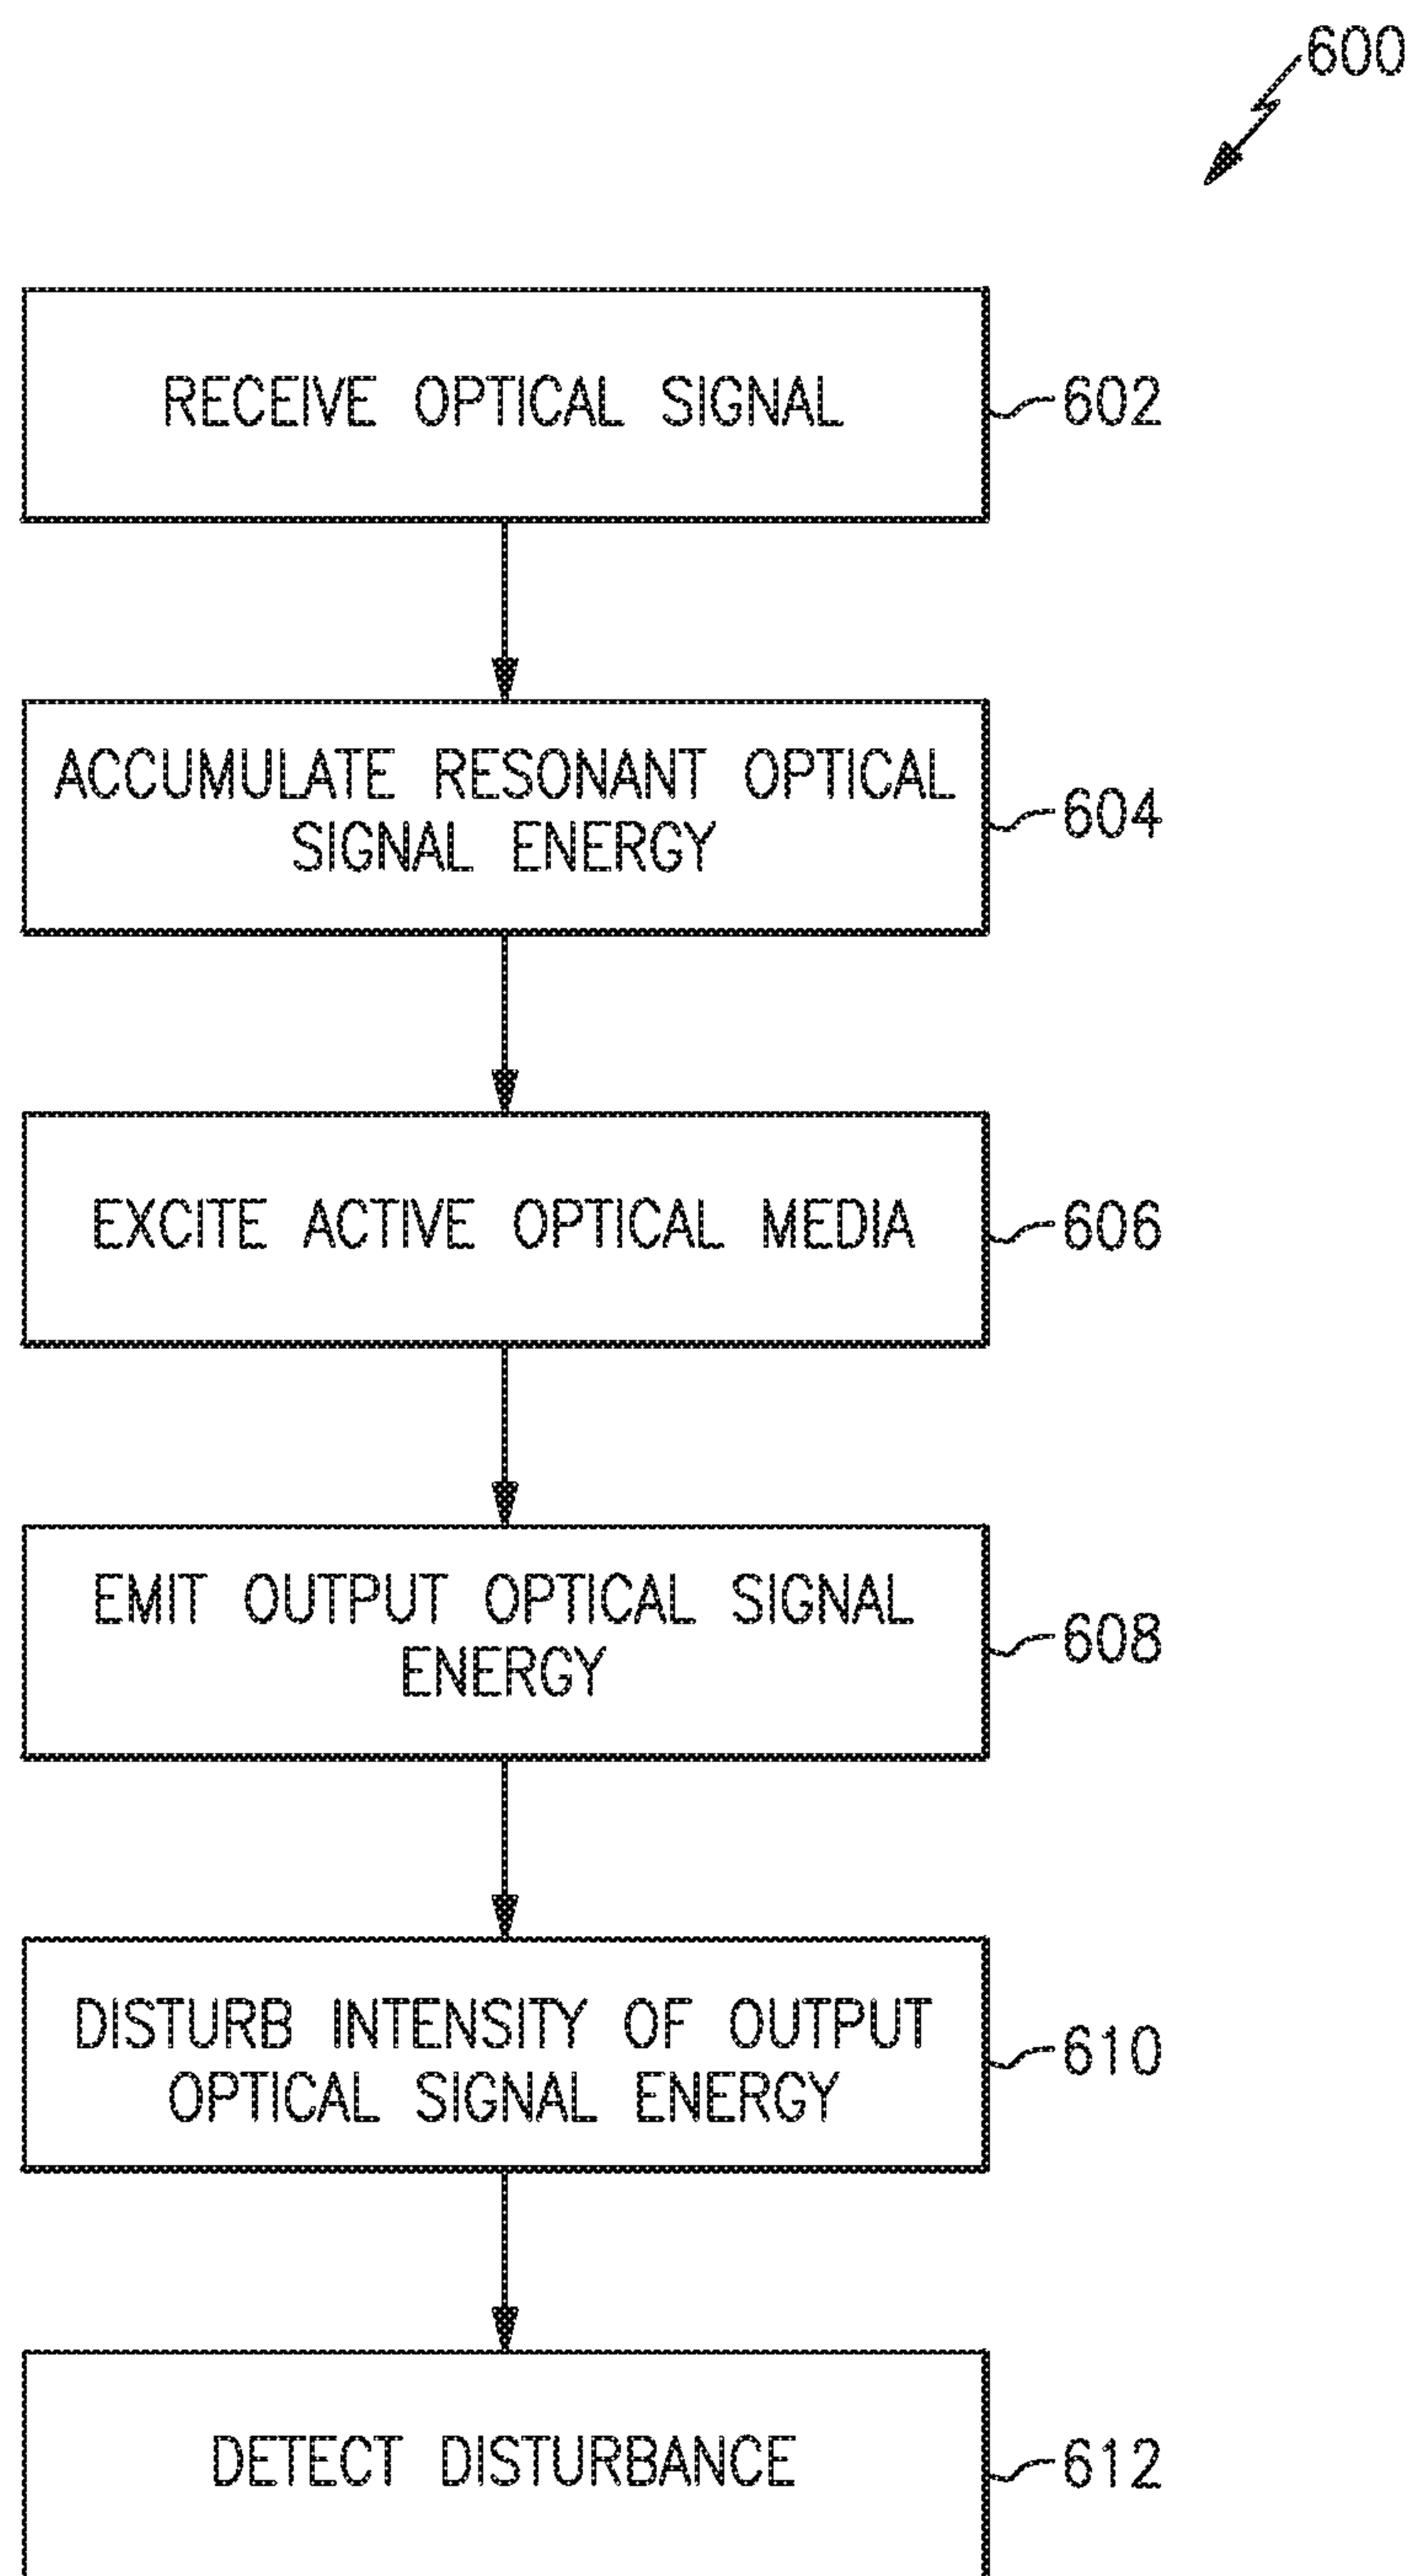 600
RECEIVE OPTICAL SIGNAL
602
ACCUMULATE RESONANT OPTICAL
SIGNAL ENERGY
604
EXCITE ACTIVE OPTICAL MEDIA
606
EMIT OUTPUT OPTICAL SIGNAL
ENERGY
608
DISTURB INTENSITY OF OUTPUT
OPTICAL SIGNAL ENERGY
610
DETECT DISTURBANCE
612